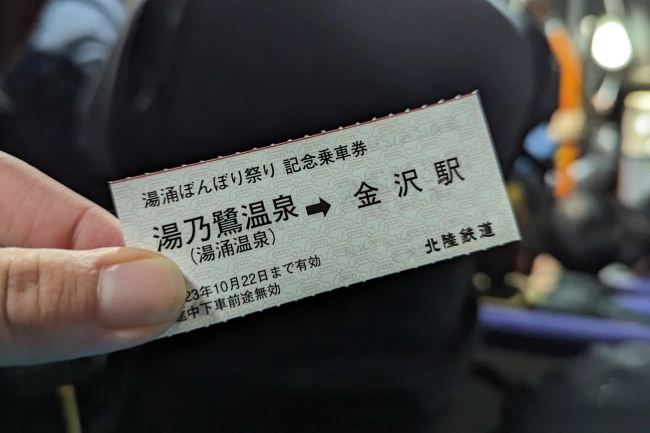 湯涌ぼんぼり祭り 記念乗車券
湯乃鷺温泉➡金沢駅
(湯涌温泉)
北陸鉄道
23年10月22日まで有効
途中下車前途無効